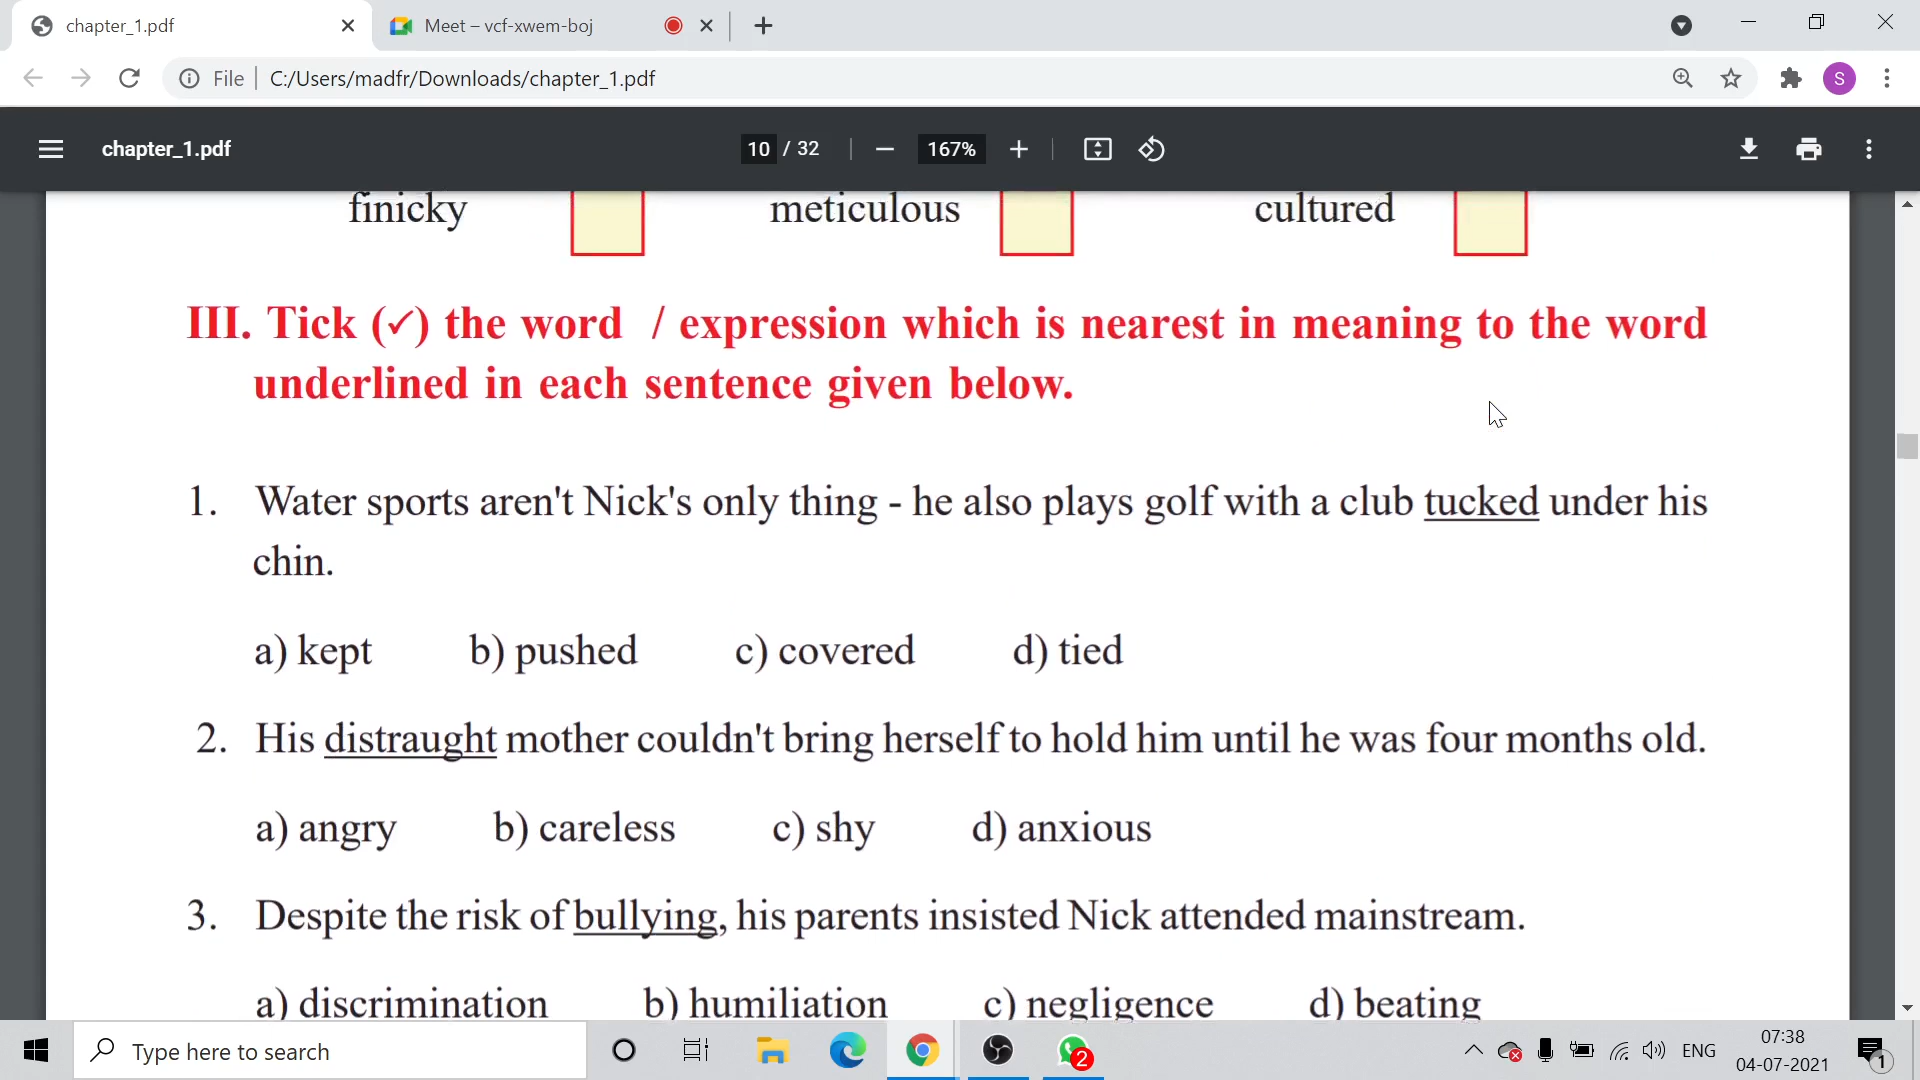 chapter_1.pdf
Meet – vcf-xwem-boj
File
C:/Users/madfr/Downloads/chapter_1.pdf
S
chapter_1.pdf
10 / 32
167%
finicky meticulous cultured
III. Tick (✓) the word / expression which is nearest in meaning to the word
underlined in each sentence given below.
1. Water sports aren't Nick's only thing - he also plays golf with a club tucked under his
chin.
a) kept b) pushed c) covered d) tied
2. His distraught mother couldn't bring herself to hold him until he was four months old.
a) angry b) careless c) shy d) anxious
3. Despite the risk of bullying, his parents insisted Nick attended mainstream.
a) discrimination b) humiliation c) negligence d) beating
Type here to search
2
ENG
07:38
04-07-2021
1